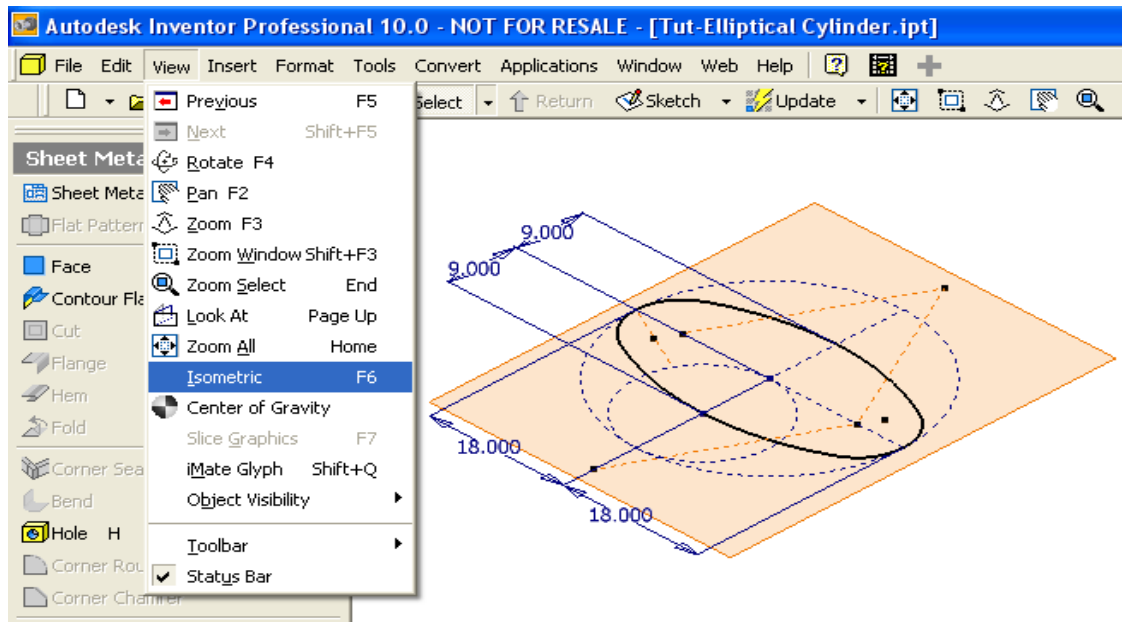 Autodesk Inventor Professional 10.0 - NOT FOR RESALE - [Tut-Elliptical Cylinder.ipt]
File Edit View Insert Format Tools Convert Applications Window Web Help
Select Return Sketch Update
Previous F5
Next Shift+F5
Rotate F4
Pan F2
Zoom F3
Zoom Window Shift+F3
Zoom Select End
Look At Page Up
Zoom All Home
Isometric F6
Center of Gravity
Slice Graphics F7
iMate Glyph Shift+Q
Object Visibility
Toolbar
Status Bar
Sheet Meta
Sheet Meta
Flat Pattern
Face
Contour Fla
Cut
Flange
Hem
Fold
Corner Sea
Bend
Hole H
Corner Rou
Corner Chamfer
9.000
9.000
18.000
18.000